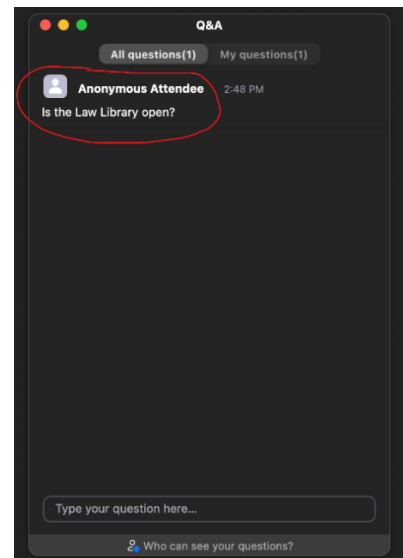 Q&A
All questions(1) My questions(1)
Anonymous Attendee 2:48 PM
Is the Law Library open?
Type your question here...
Who can see your questions?